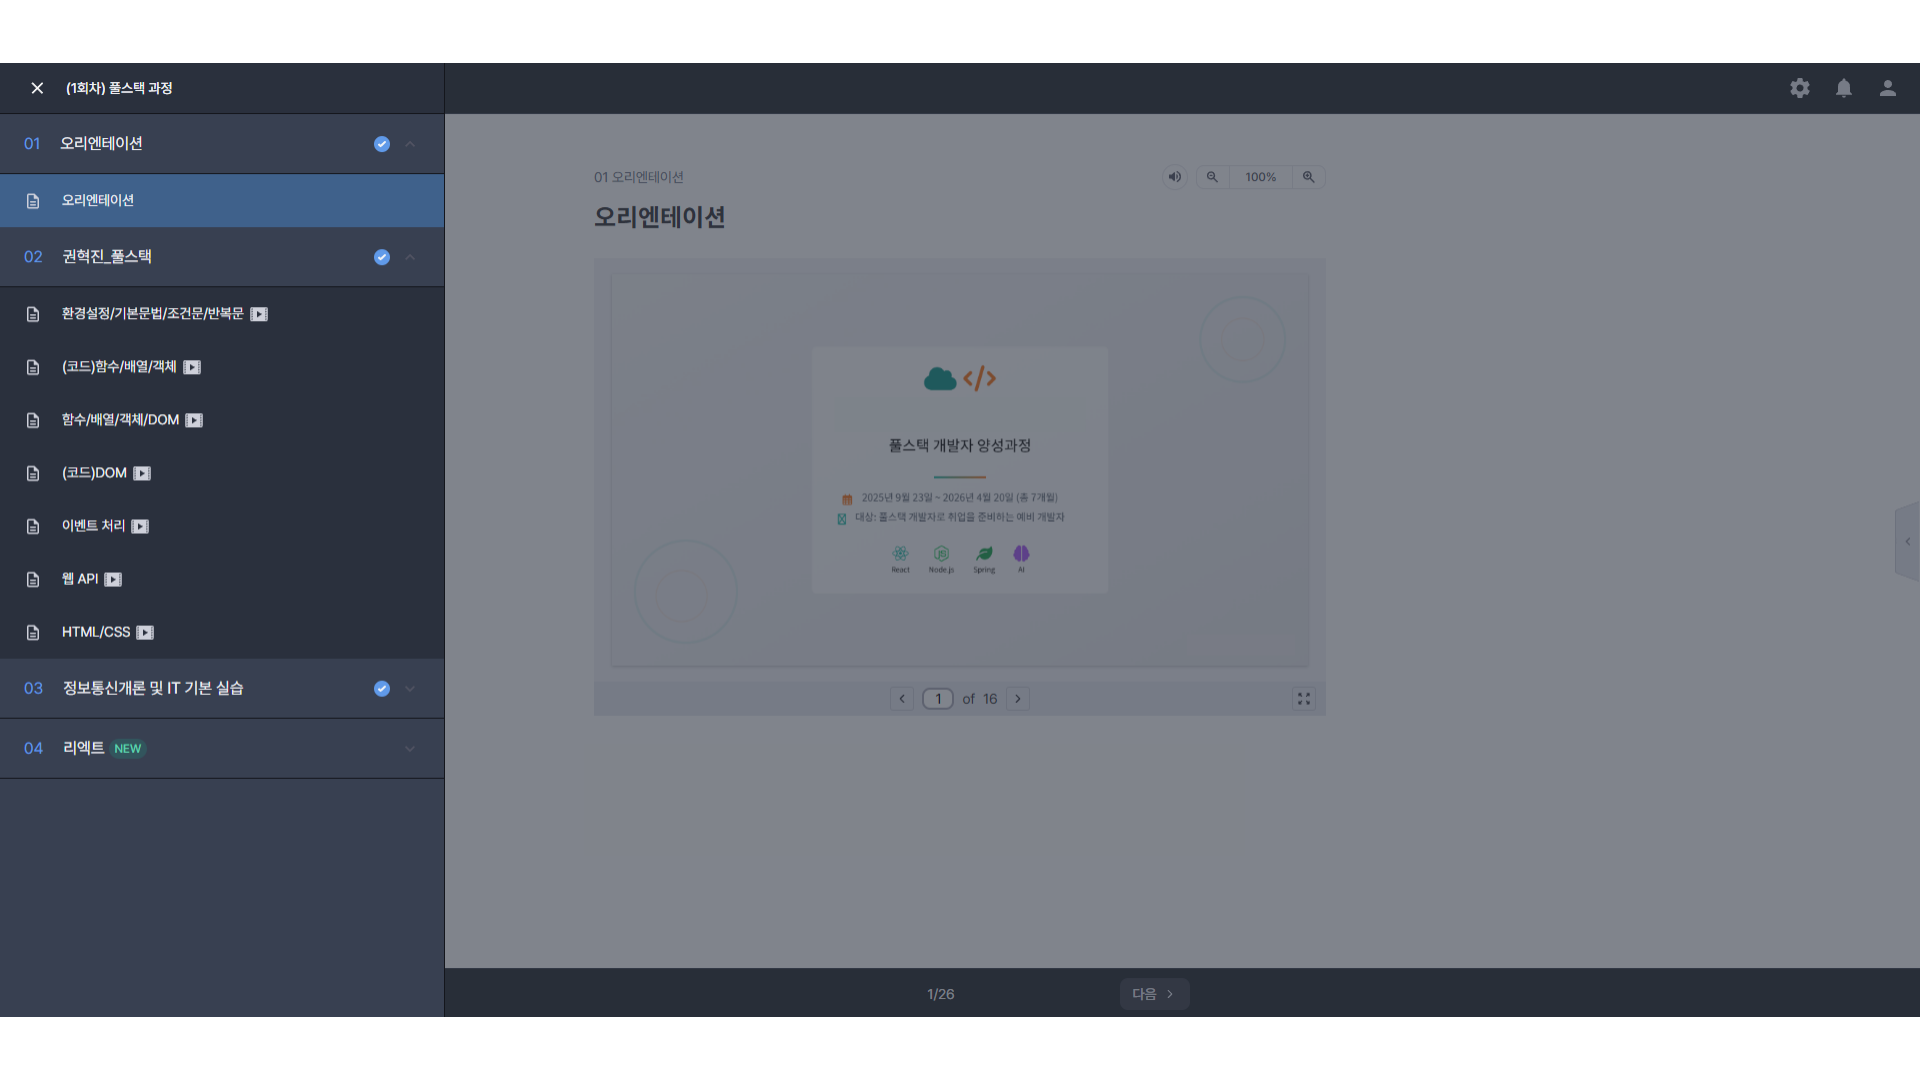 (1회차) 풀스택 과정
01 오리엔테이션
오리엔테이션
02 권혁진_풀스택
환경설정/기본문법/조건문/반복문
(코드)함수/배열/객체
함수/배열/객체/DOM
(코드)DOM
이벤트 처리
웹 API
HTML/CSS
03 정보통신개론 및 IT 기본 실습
04 리엑트 NEW
01 오리엔테이션
100%
오리엔테이션
풀스택 개발자 양성과정
2025년 9월 23일 ~ 2026년 4월 20일 (총 7개월)
대상: 풀스택 개발자로 취업을 준비하는 예비 개발자
React Node.js Spring AI
1 of 16
1/26
다음